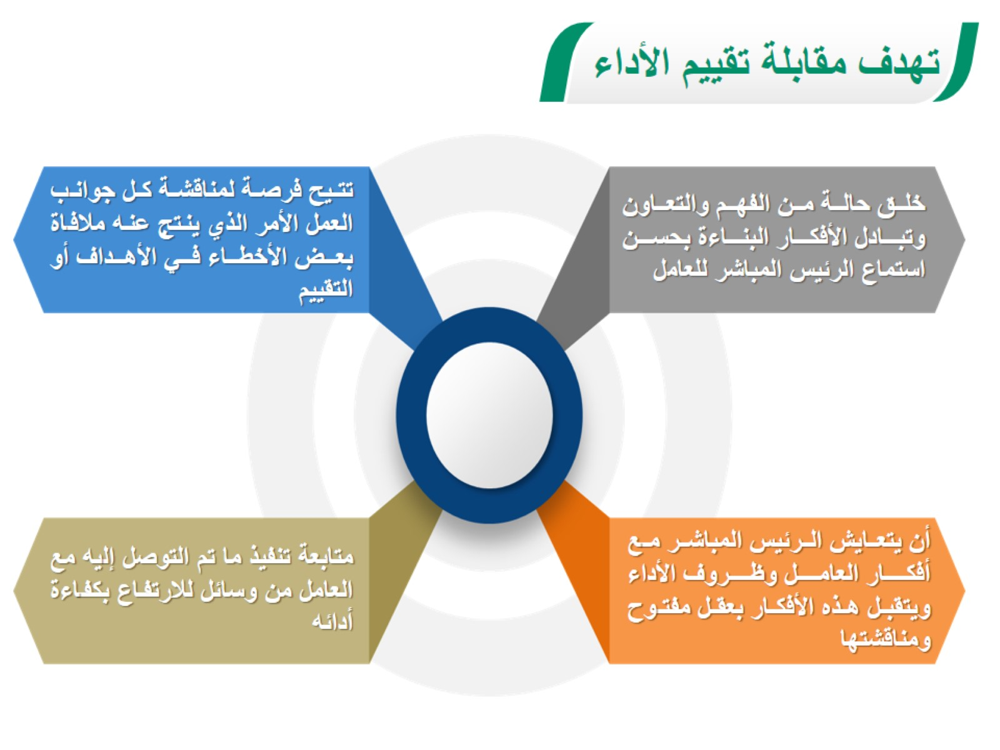 تهدف مقابلة تقييم الأداء
خلق حالة من الفهم والتعاون
وتبادل الأفكار البناءة بحسن
استماع الرئيس المباشر للعامل
تتيح فرصة لمناقشة كل جوانب
العمل الأمر الذي ينتج عنه ملافاة
بعض الأخطاء في الأهداف أو
التقييم
أن يتعايش الرئيس المباشر مع
أفكار العامل وظروف الأداء
ويتقبل هذه الأفكار بعقل مفتوح
ومناقشتها
متابعة تنفيذ ما تم التوصل إليه مع
العامل من وسائل للارتفاع بكفاءة
أدائه